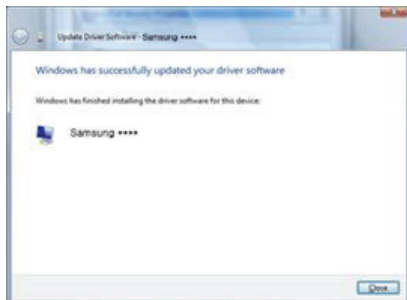 Update Driver Software - Samsung ••••
Windows has successfully updated your driver software
Windows has finished installing the driver software for this device:
Samsung ••••
Close